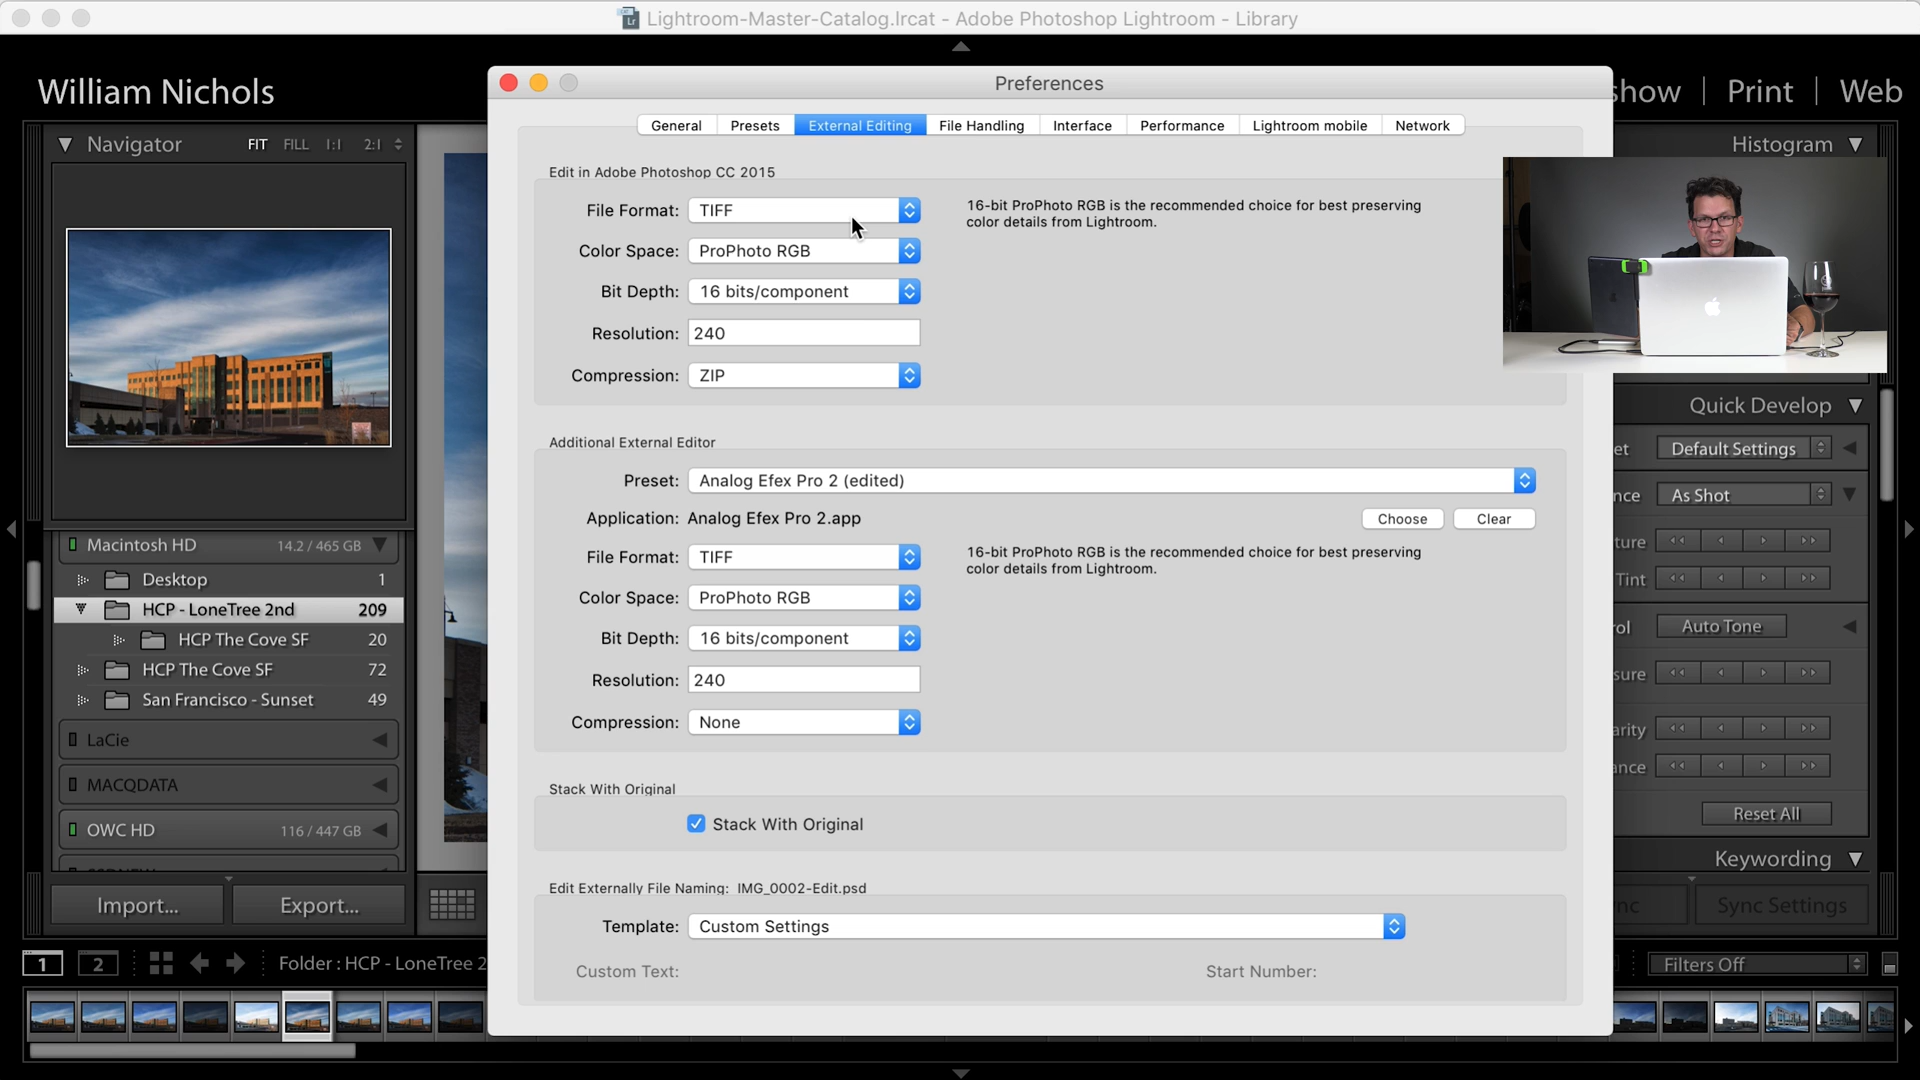 Lightroom-Master-Catalog.lrcat - Adobe Photoshop Lightroom - Library
William Nichols
show | Print | Web
Preferences
General
Presets
External Editing
File Handling
Interface
Performance
Lightroom mobile
Network
Navigator
FIT
FILL
1:1
2:1
Histogram
Edit in Adobe Photoshop CC 2015
File Format: TIFF
16-bit ProPhoto RGB is the recommended choice for best preserving
color details from Lightroom.
Color Space: ProPhoto RGB
Bit Depth: 16 bits/component
Resolution: 240
Compression: ZIP
Additional External Editor
Preset: Analog Efex Pro 2 (edited)
Application: Analog Efex Pro 2.app
Choose
Clear
File Format: TIFF
16-bit ProPhoto RGB is the recommended choice for best preserving
color details from Lightroom.
Color Space: ProPhoto RGB
Bit Depth: 16 bits/component
Resolution: 240
Compression: None
Stack With Original
Stack With Original
Edit Externally File Naming: IMG_0002-Edit.psd
Template: Custom Settings
Custom Text:
Start Number:
Macintosh HD 14.2 / 465 GB
Desktop 1
HCP - LoneTree 2nd 209
HCP The Cove SF 20
HCP The Cove SF 72
San Francisco - Sunset 49
LaCie
MACQDATA
OWC HD 116 / 447 GB
Import...
Export...
Quick Develop
et Default Settings
nce As Shot
ture
Tint
ol Auto Tone
sure
arity
ance
Reset All
Keywording
nc
Sync Settings
1
2
Folder : HCP - LoneTree 2
Filters Off